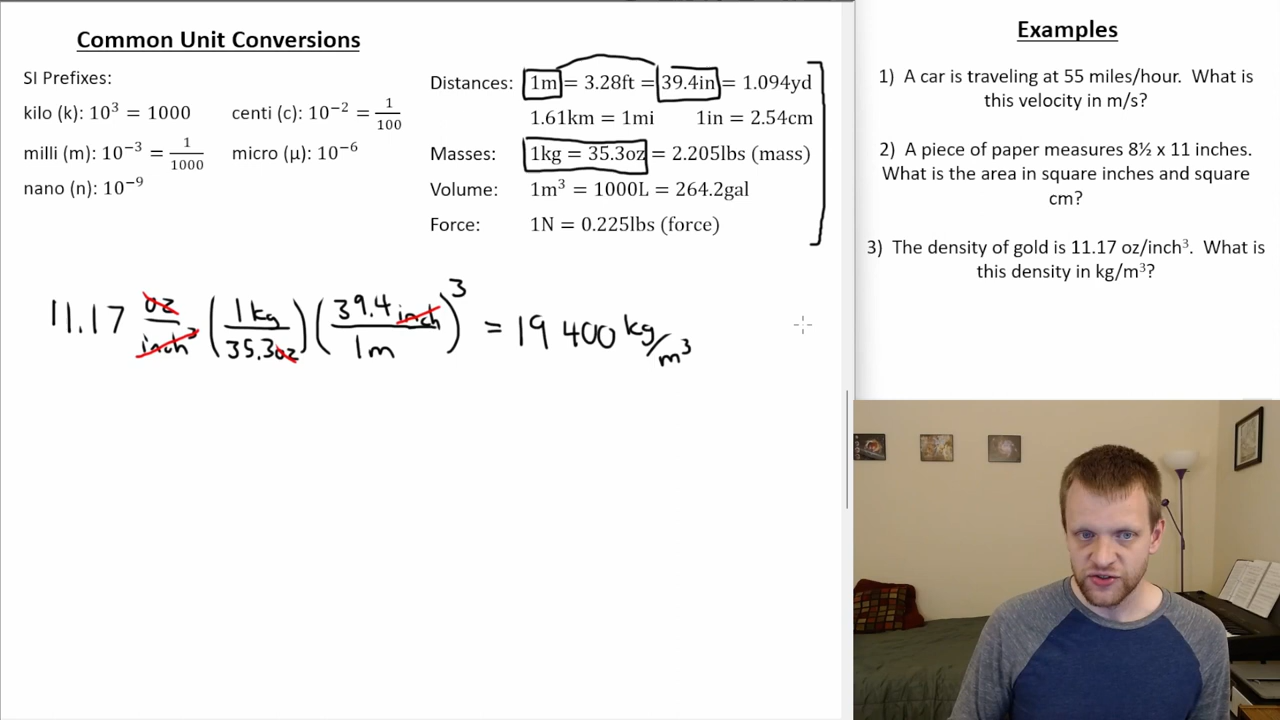 Common Unit Conversions
SI Prefixes:
kilo (k): 10³ = 1000
centi (c): 10⁻² = 1/100
milli (m): 10⁻³ = 1/1000
micro (μ): 10⁻⁶
nano (n): 10⁻⁹
Distances: 1m = 3.28ft = 39.4in = 1.094yd
1.61km = 1mi 1in = 2.54cm
Masses: 1kg = 35.3oz = 2.205lbs (mass)
Volume: 1m³ = 1000L = 264.2gal
Force: 1N = 0.225lbs (force)
11.17 oz/inch³ (1kg/35.3oz) (39.4 inch/1m)³ = 19 400 kg/m³
Examples
1) A car is traveling at 55 miles/hour. What is
this velocity in m/s?
2) A piece of paper measures 8½ x 11 inches.
What is the area in square inches and square
cm?
3) The density of gold is 11.17 oz/inch³. What is
this density in kg/m³?